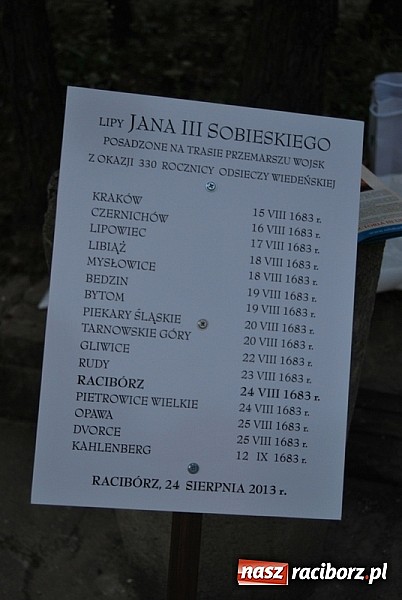 LIPY JANA III SOBIESKIEGO
POSADZONE NA TRASIE PRZEMARSZU WOJSK
Z OKAZJI 330 ROCZNICY ODSIECZY WIEDEŃSKIEJ
KRAKÓW 15 VIII 1683 r.
CZERNICHÓW 16 VIII 1683 r.
LIPOWIEC 17 VIII 1683 r.
LIBIĄŻ 18 VIII 1683 r.
MYSŁOWICE 18 VIII 1683 r.
BEDZIN 19 VIII 1683 r.
BYTOM 19 VIII 1683 r.
PIEKARY ŚLĄSKIE 20 VIII 1683 r.
TARNOWSKIE GÓRY 20 VIII 1683 r.
GLIWICE 22 VIII 1683 r.
RUDY 23 VIII 1683 r.
RACIBÓRZ 24 VIII 1683 r.
PIETROWICE WIELKIE 24 VIII 1683 r.
OPAWA 25 VIII 1683 r.
DVORCE 25 VIII 1683 r.
KAHLENBERG 12 IX 1683 r.
RACIBÓRZ, 24 SIERPNIA 2013 r.
nasz raciborz.pl